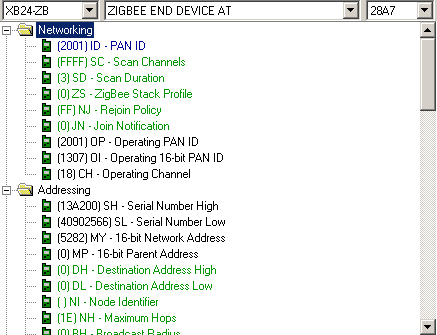 XB24-ZB ZIGBEE END DEVICE AT 28A7
Networking
(2001) ID - PAN ID
(FFFF) SC - Scan Channels
(3) SD - Scan Duration
(0) ZS - ZigBee Stack Profile
(FF) NJ - Rejoin Policy
(0) JN - Join Notification
(2001) OP - Operating PAN ID
(1307) OI - Operating 16-bit PAN ID
(18) CH - Operating Channel
Addressing
(13A200) SH - Serial Number High
(40902566) SL - Serial Number Low
(5282) MY - 16-bit Network Address
(0) MP - 16-bit Parent Address
(0) DH - Destination Address High
(0) DL - Destination Address Low
( ) NI - Node Identifier
(1E) NH - Maximum Hops
(0) BH - Broadcast Radius